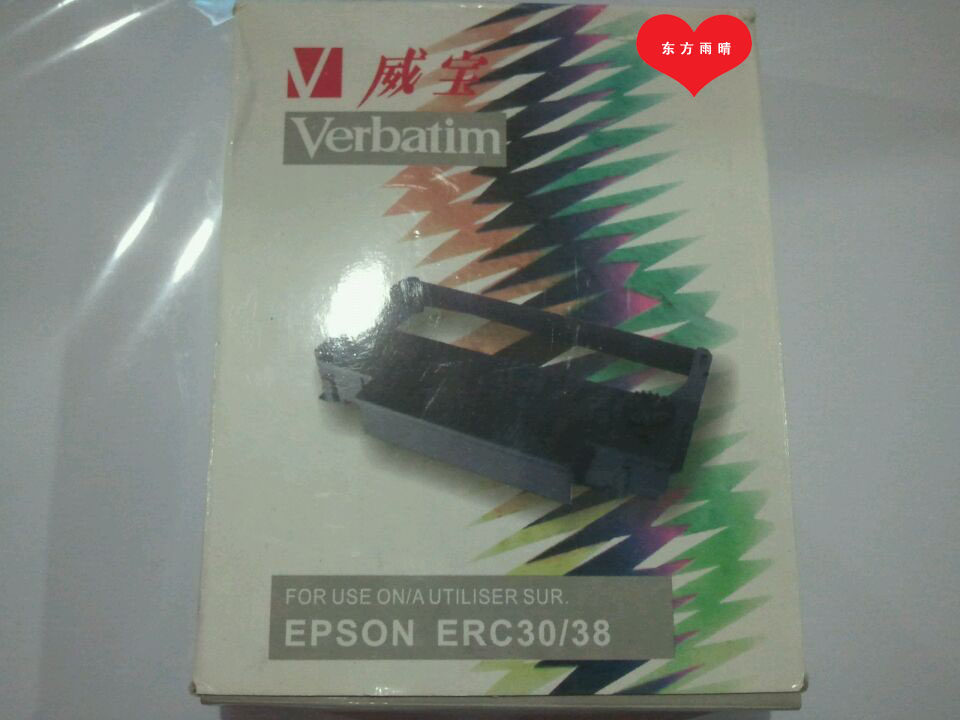 东方雨晴
V 威宝
Verbatim
FOR USE ON/A UTILISER SUR.
EPSON ERC30/38